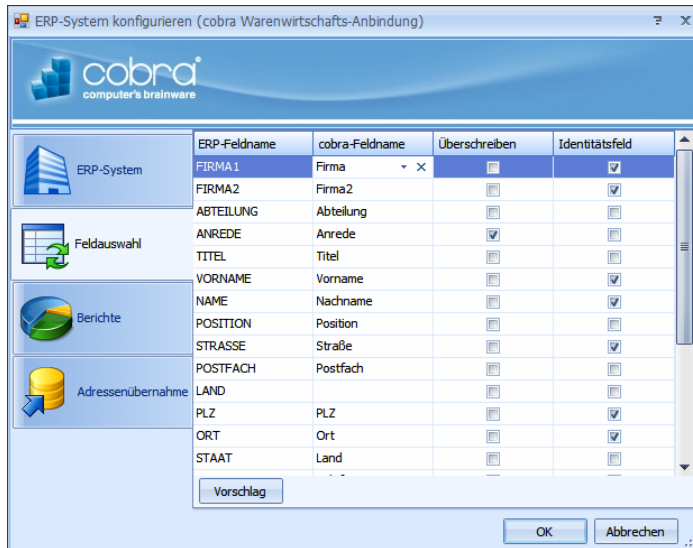 ERP-System konfigurieren (cobra Warenwirtschafts-Anbindung)
cobra
computer's brainware
ERP-System
Feldauswahl
Berichte
Adressenübernahme
ERP-Feldname cobra-Feldname Überschreiben Identitätsfeld
FIRMA1 Firma
FIRMA2 Firma2
ABTEILUNG Abteilung
ANREDE Anrede
TITEL Titel
VORNAME Vorname
NAME Nachname
POSITION Position
STRASSE Straße
POSTFACH Postfach
LAND
PLZ PLZ
ORT Ort
STAAT Land
Vorschlag
OK Abbrechen